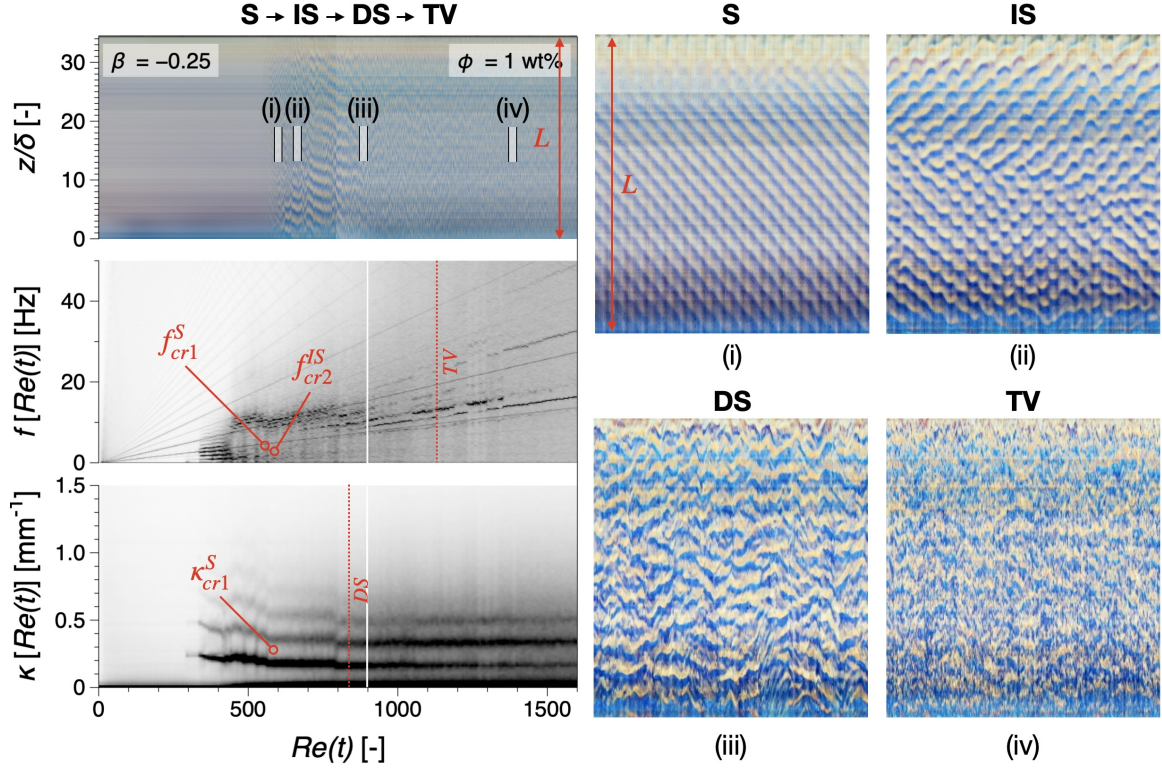 S → IS → DS → TV
S
IS
β = −0.25
ϕ = 1 wt%
(i) (ii) (iii) (iv)
L
L
z/δ [-]
30
20
10
0
(i)
(ii)
f [Re(t)] [Hz]
40
20
0
f^S_cr1
f^IS_cr2
TV
DS
TV
κ [Re(t)] [mm⁻¹]
1.5
1.0
0.5
0
κ^S_cr1
DS
0 500 1000 1500
Re(t) [-]
(iii)
(iv)